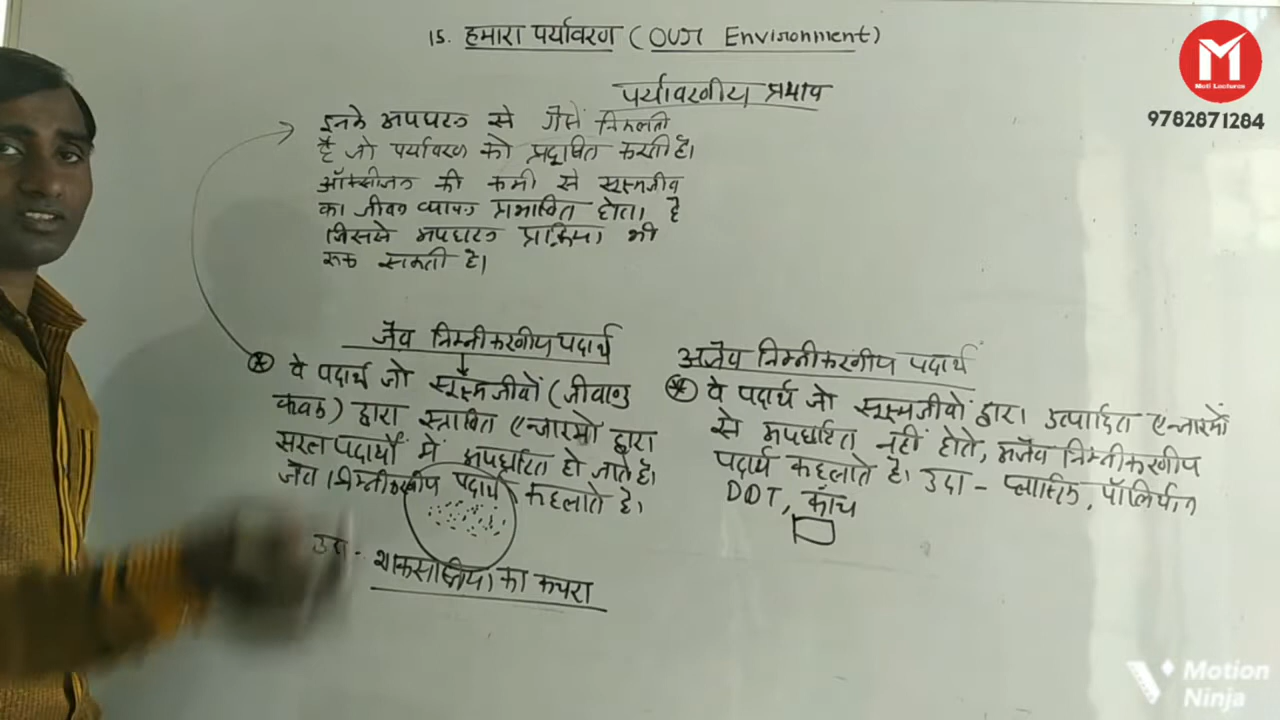 15. हमारा पर्यावरण (Our Environment)
पर्यावरणीय प्रभाव
इनके अपघटन से गैसें निकलती
है जो पर्यावरण को प्रदूषित करती है।
ऑक्सीजन की कमी से सूक्ष्मजीव
का जीवन व्यापन प्रभावित होता है
जिससे अपघटन प्रक्रिया भी
रूक सकती है।
जैव निम्नीकरणीय पदार्थ
वे पदार्थ जो सूक्ष्मजीवों (जीवाणु
कवक) द्वारा स्त्रावित एन्जाइमो द्वारा
सरल पदार्थों में अपघटित हो जाते है।
जैव निम्नीकरणीय पदार्थ कहलाते है।
उदा - शाकसब्जियों का कचरा
अजैव निम्नीकरणीय पदार्थ
वे पदार्थ जो सूक्ष्मजीवों द्वारा उत्पादित एन्जाइमों
से अपघटित नहीं होते, अजैव निम्नीकरणीय
पदार्थ कहलाते है। उदा - प्लास्टिक, पॉलिथीन
DDT, काँच
M
Moti Lectures
9782871284
Motion
Ninja